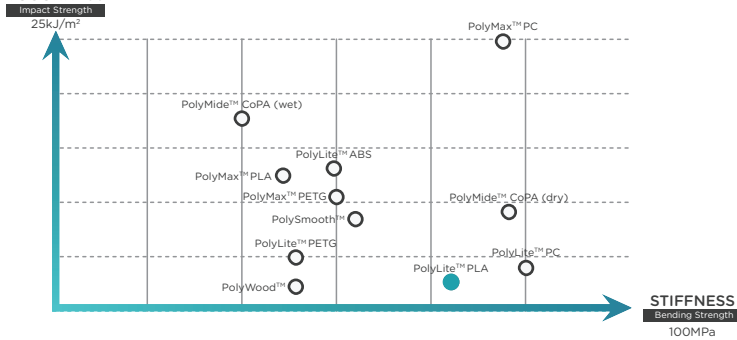 Impact Strength
25kJ/m²
PolyMax™ PC
PolyMide™ CoPA (wet)
PolyLite™ ABS
PolyMax™ PLA
PolyMax™ PETG
PolyMide™ CoPA (dry)
PolySmooth™
PolyLite™ PETG
PolyLite™ PC
PolyLite™ PLA
PolyWood™
STIFFNESS
Bending Strength
100MPa